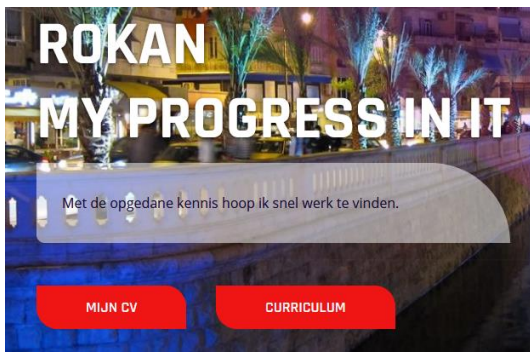 ROKAN
MY PROGRESS IN IT
Met de opgedane kennis hoop ik snel werk te vinden.
MIJN CV
CURRICULUM